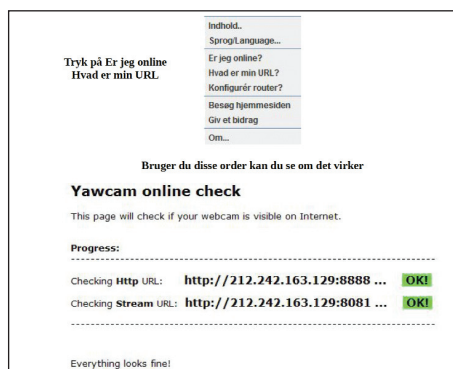 Indhold..
Sprog/Language...
Er jeg online?
Hvad er min URL?
Konfigurér router?
Besøg hjemmesiden
Giv et bidrag
Om...
Tryk på Er jeg online
Hvad er min URL
Bruger du disse order kan du se om det virker
Yawcam online check
This page will check if your webcam is visible on Internet.
Progress:
Checking Http URL: http://212.242.163.129:8888 ... OK!
Checking Stream URL: http://212.242.163.129:8081 ... OK!
Everything looks fine!